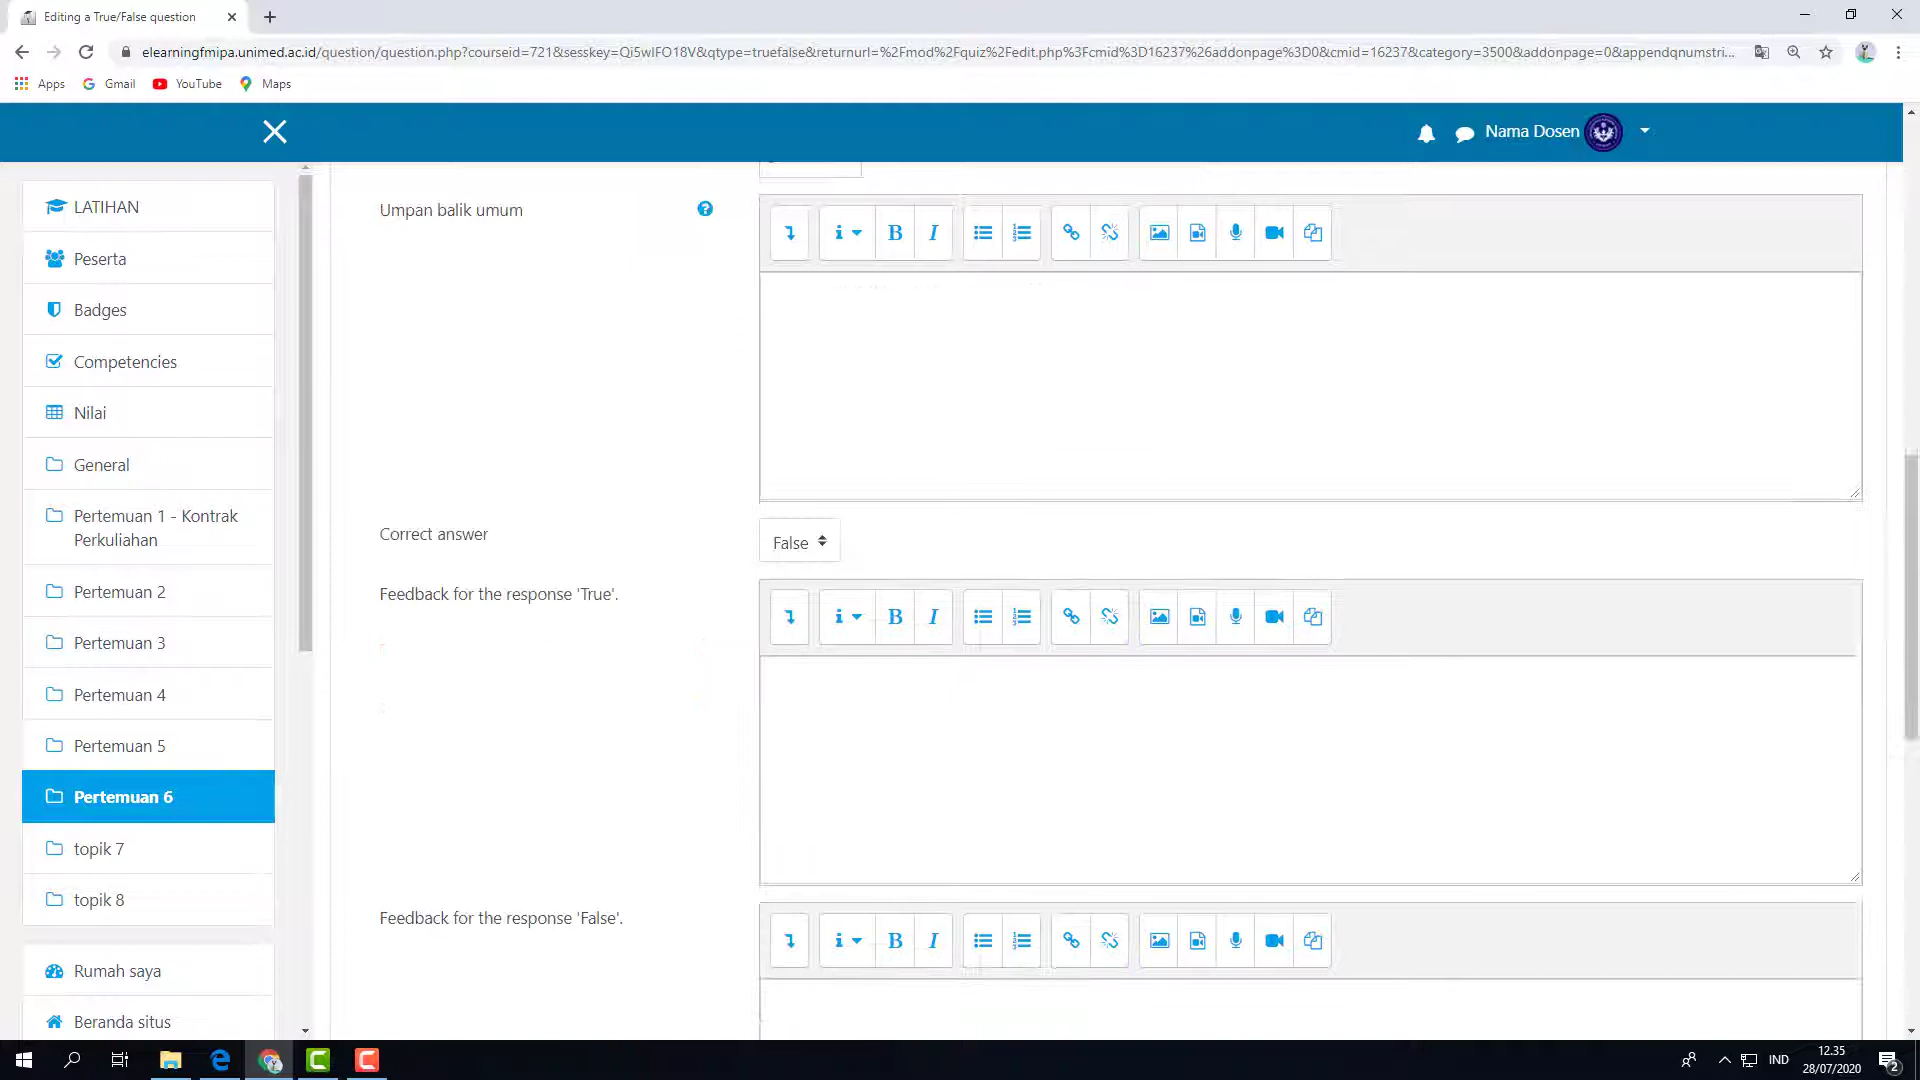 Editing a True/False question
elearningfmipa.unimed.ac.id/question/question.php?courseid=721&sesskey=Qi5wlFO18V&qtype=truefalse&returnurl=%2Fmod%2Fquiz%2Fedit.php%3Fcmid%3D16237%26addonpage%3D0&cmid=16237&category=3500&addonpage=0&appendqnumstri...
Apps
Gmail
YouTube
Maps
Nama Dosen
LATIHAN
Peserta
Badges
Competencies
Nilai
General
Pertemuan 1 - Kontrak
Perkuliahan
Pertemuan 2
Pertemuan 3
Pertemuan 4
Pertemuan 5
Pertemuan 6
topik 7
topik 8
Rumah saya
Beranda situs
Umpan balik umum
B I
Correct answer
False
Feedback for the response 'True'.
B I
Feedback for the response 'False'.
B I
IND
12.35
28/07/2020
2